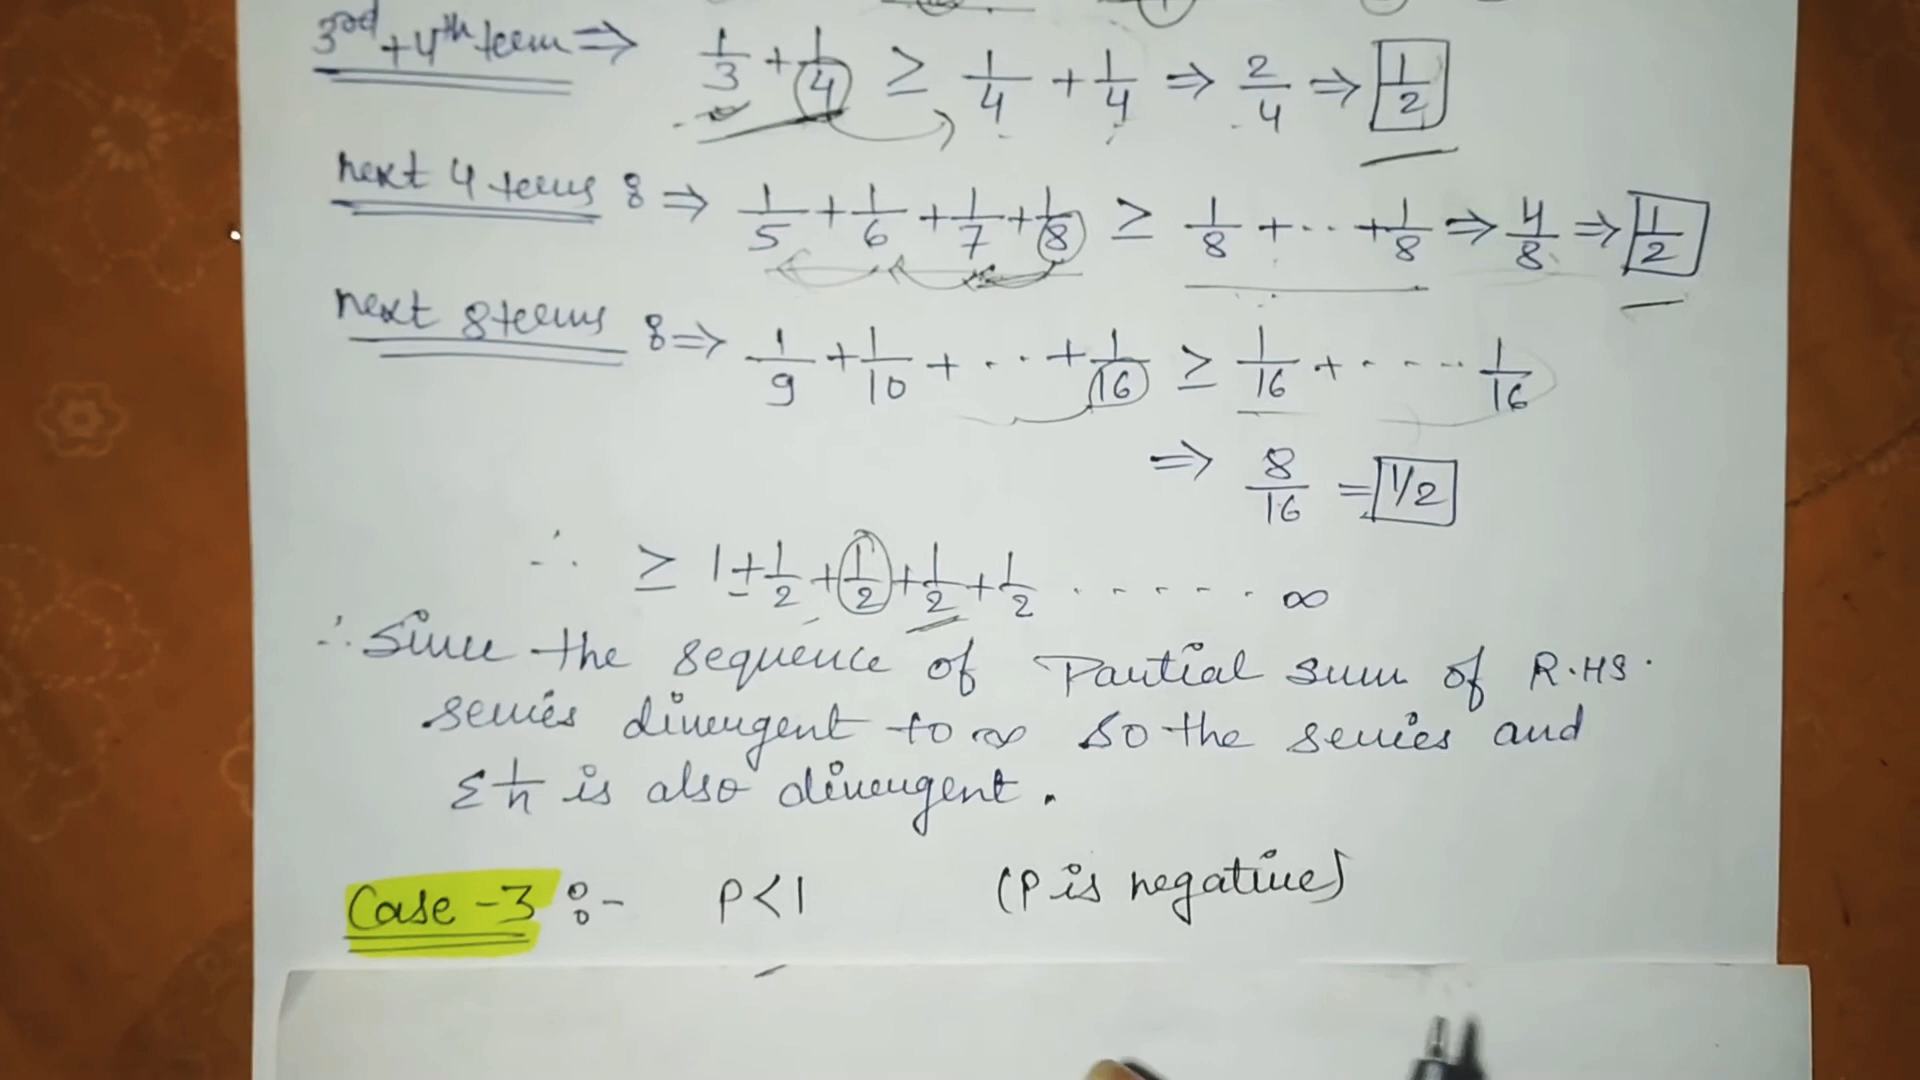 3rd + 4th term ⇒ 1/3 + 1/4 ≥ 1/4 + 1/4 ⇒ 2/4 ⇒ 1/2
next 4 terms : ⇒ 1/5 + 1/6 + 1/7 + 1/8 ≥ 1/8 + ... + 1/8 ⇒ 4/8 ⇒ 1/2
next 8 terms : ⇒ 1/9 + 1/10 + ... + 1/16 ≥ 1/16 + ..... 1/16
⇒ 8/16 = 1/2
∴ ≥ 1 + 1/2 + 1/2 + 1/2 + 1/2 ...... ∞
∴ Since the sequence of Partial sum of R.HS.
series divergent to ∞ so the series and
Σ 1/n is also divergent.
Case-3 :- P<1 (P is negative)